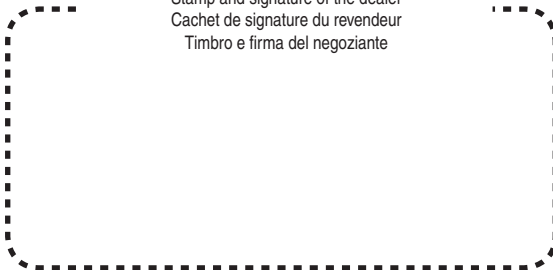 Stamp and signature of the dealer
Cachet de signature du revendeur
Timbro e firma del negoziante